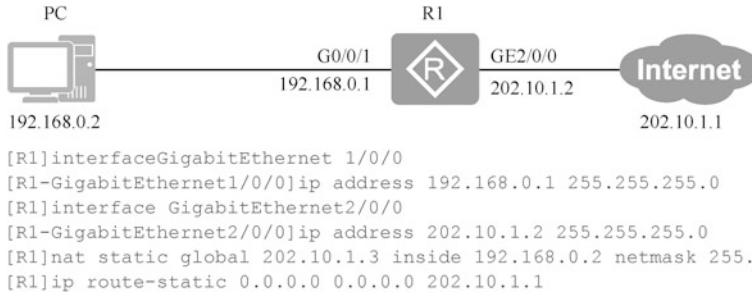 PC
R1
G0/0/1
GE2/0/0
R
Internet
192.168.0.1
202.10.1.2
192.168.0.2
202.10.1.1
[R1]interfaceGigabitEthernet 1/0/0
[R1-GigabitEthernet1/0/0]ip address 192.168.0.1 255.255.255.0
[R1]interface GigabitEthernet2/0/0
[R1-GigabitEthernet2/0/0]ip address 202.10.1.2 255.255.255.0
[R1]nat static global 202.10.1.3 inside 192.168.0.2 netmask 255.
[R1]ip route-static 0.0.0.0 0.0.0.0 202.10.1.1